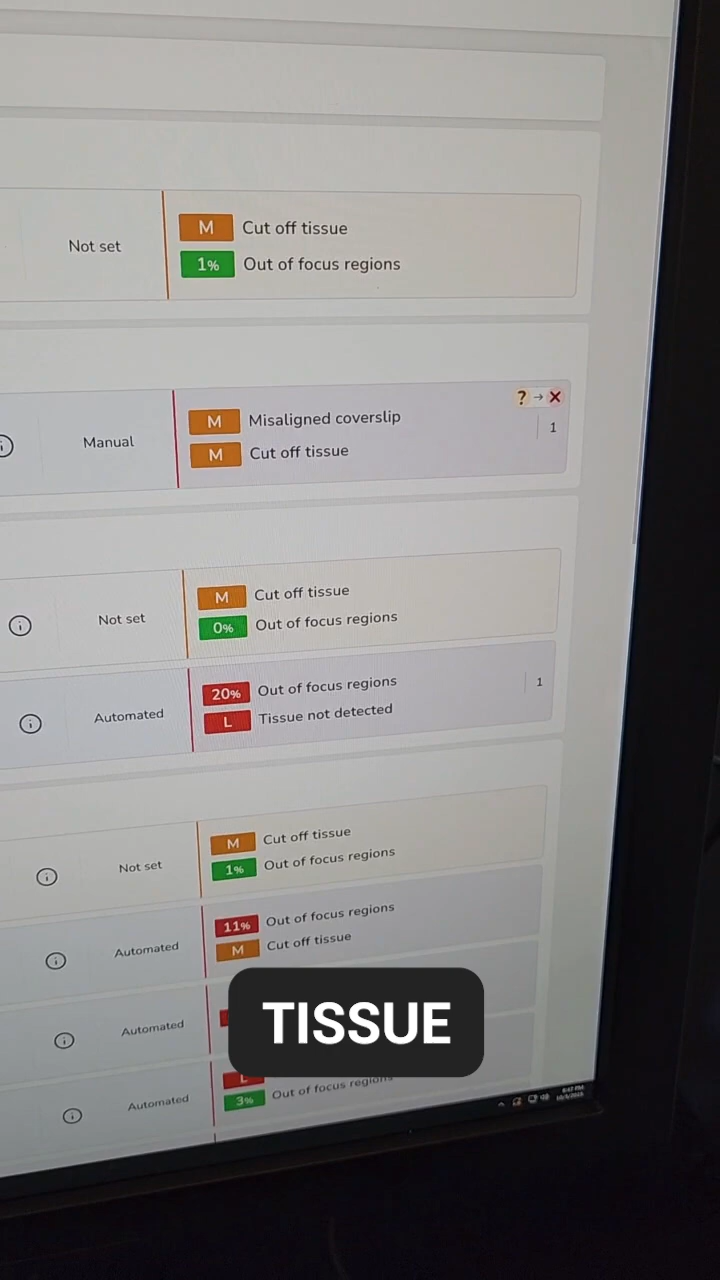 Not set
M Cut off tissue
1% Out of focus regions
? → X
Manual
M Misaligned coverslip
1
M Cut off tissue
Not set
M Cut off tissue
0% Out of focus regions
Automated
20% Out of focus regions
1
L Tissue not detected
Not set
M Cut off tissue
1% Out of focus regions
Automated
11% Out of focus regions
M Cut off tissue
Automated
TISSUE
Automated
L
3% Out of focus regions